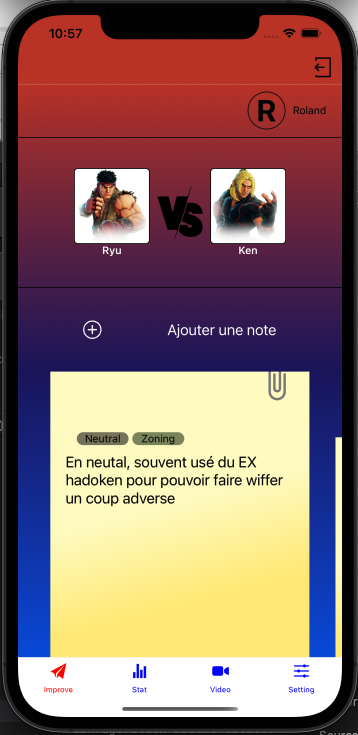 10:57
R Roland
VS
Ryu Ken
Ajouter une note
Neutral Zoning
En neutal, souvent usé du EX
hadoken pour pouvoir faire wiffer
un coup adverse
Improve Stat Video Setting